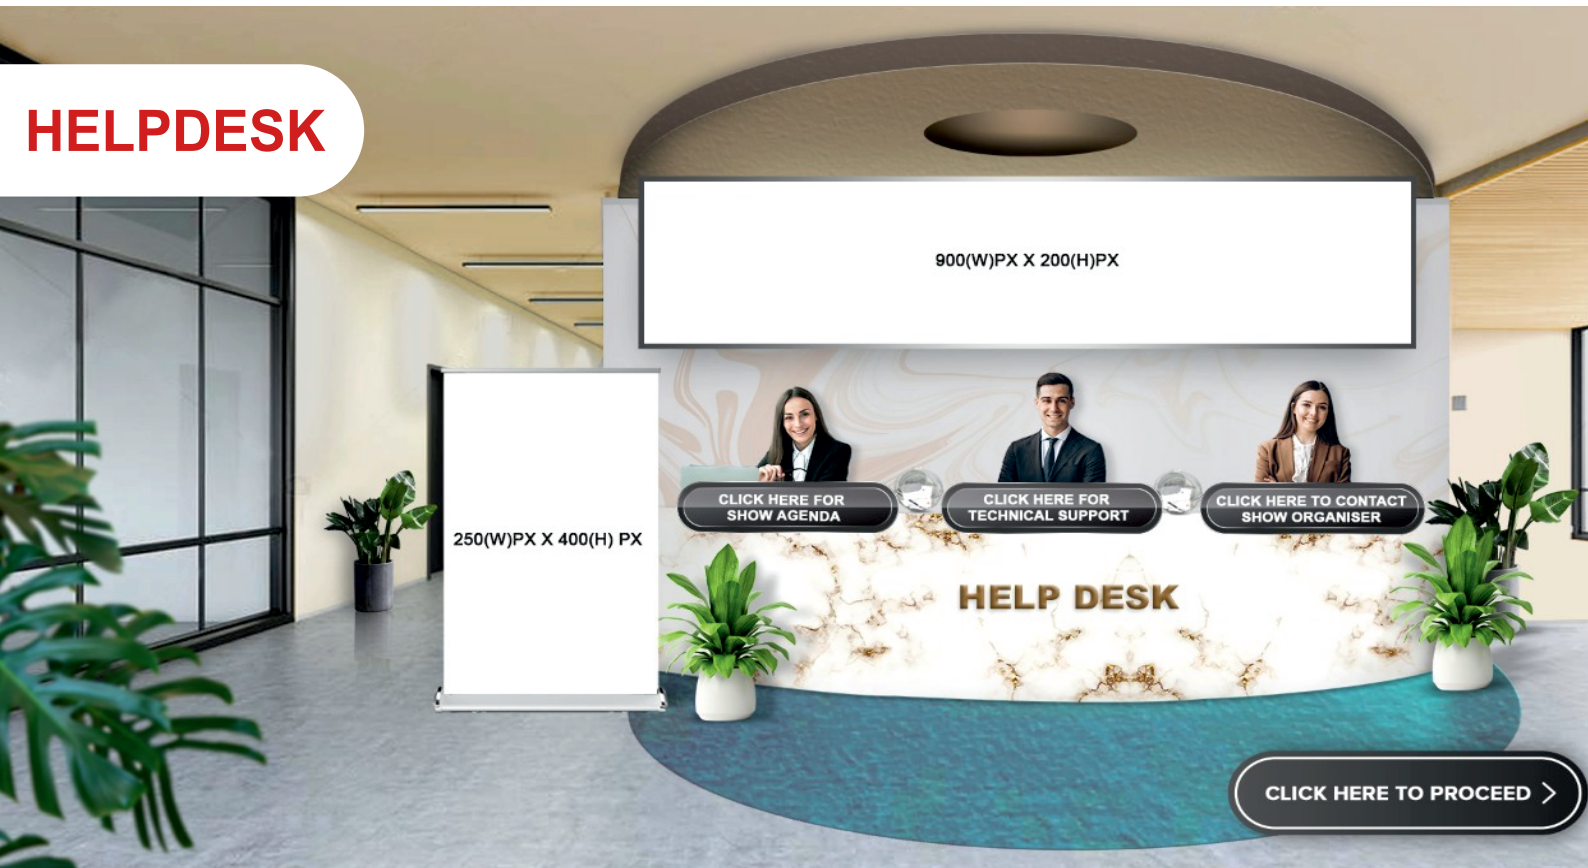 HELPDESK
900(W)PX X 200(H)PX
CLICK HERE FOR
SHOW AGENDA
CLICK HERE FOR
TECHNICAL SUPPORT
CLICK HERE TO CONTACT
SHOW ORGANISER
250(W)PX X 400(H) PX
HELP DESK
CLICK HERE TO PROCEED >